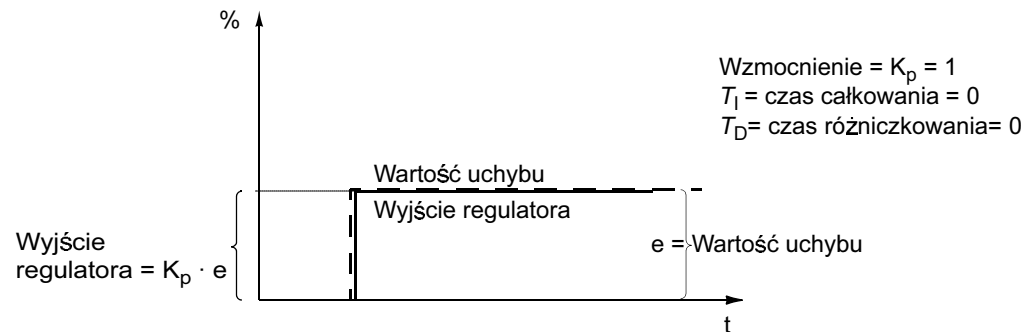 %
Wzmocnienie = Kp = 1
TI = czas całkowania = 0
TD= czas różniczkowania= 0
Wartość uchybu
Wyjście regulatora
Wyjście
regulatora = Kp · e
e = Wartość uchybu
t